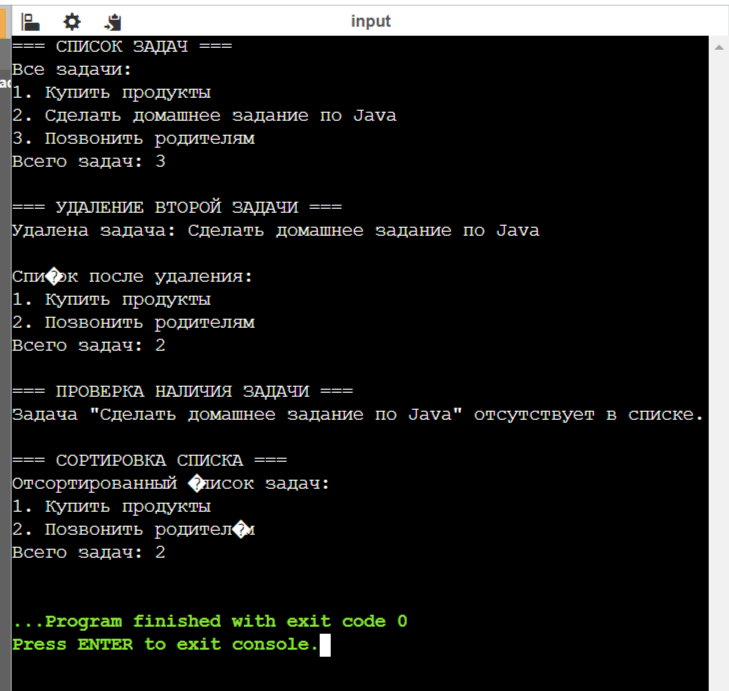 input
=== СПИСОК ЗАДАЧ ===
Все задачи:
1. Купить продукты
2. Сделать домашнее задание по Java
3. Позвонить родителям
Всего задач: 3
=== УДАЛЕНИЕ ВТОРОЙ ЗАДАЧИ ===
Удалена задача: Сделать домашнее задание по Java
Спи�ок после удаления:
1. Купить продукты
2. Позвонить родителям
Всего задач: 2
=== ПРОВЕРКА НАЛИЧИЯ ЗАДАЧИ ===
Задача "Сделать домашнее задание по Java" отсутствует в списке.
=== СОРТИРОВКА СПИСКА ===
Отсортированный �писок задач:
1. Купить продукты
2. Позвонить родител�м
Всего задач: 2
...Program finished with exit code 0
Press ENTER to exit console.